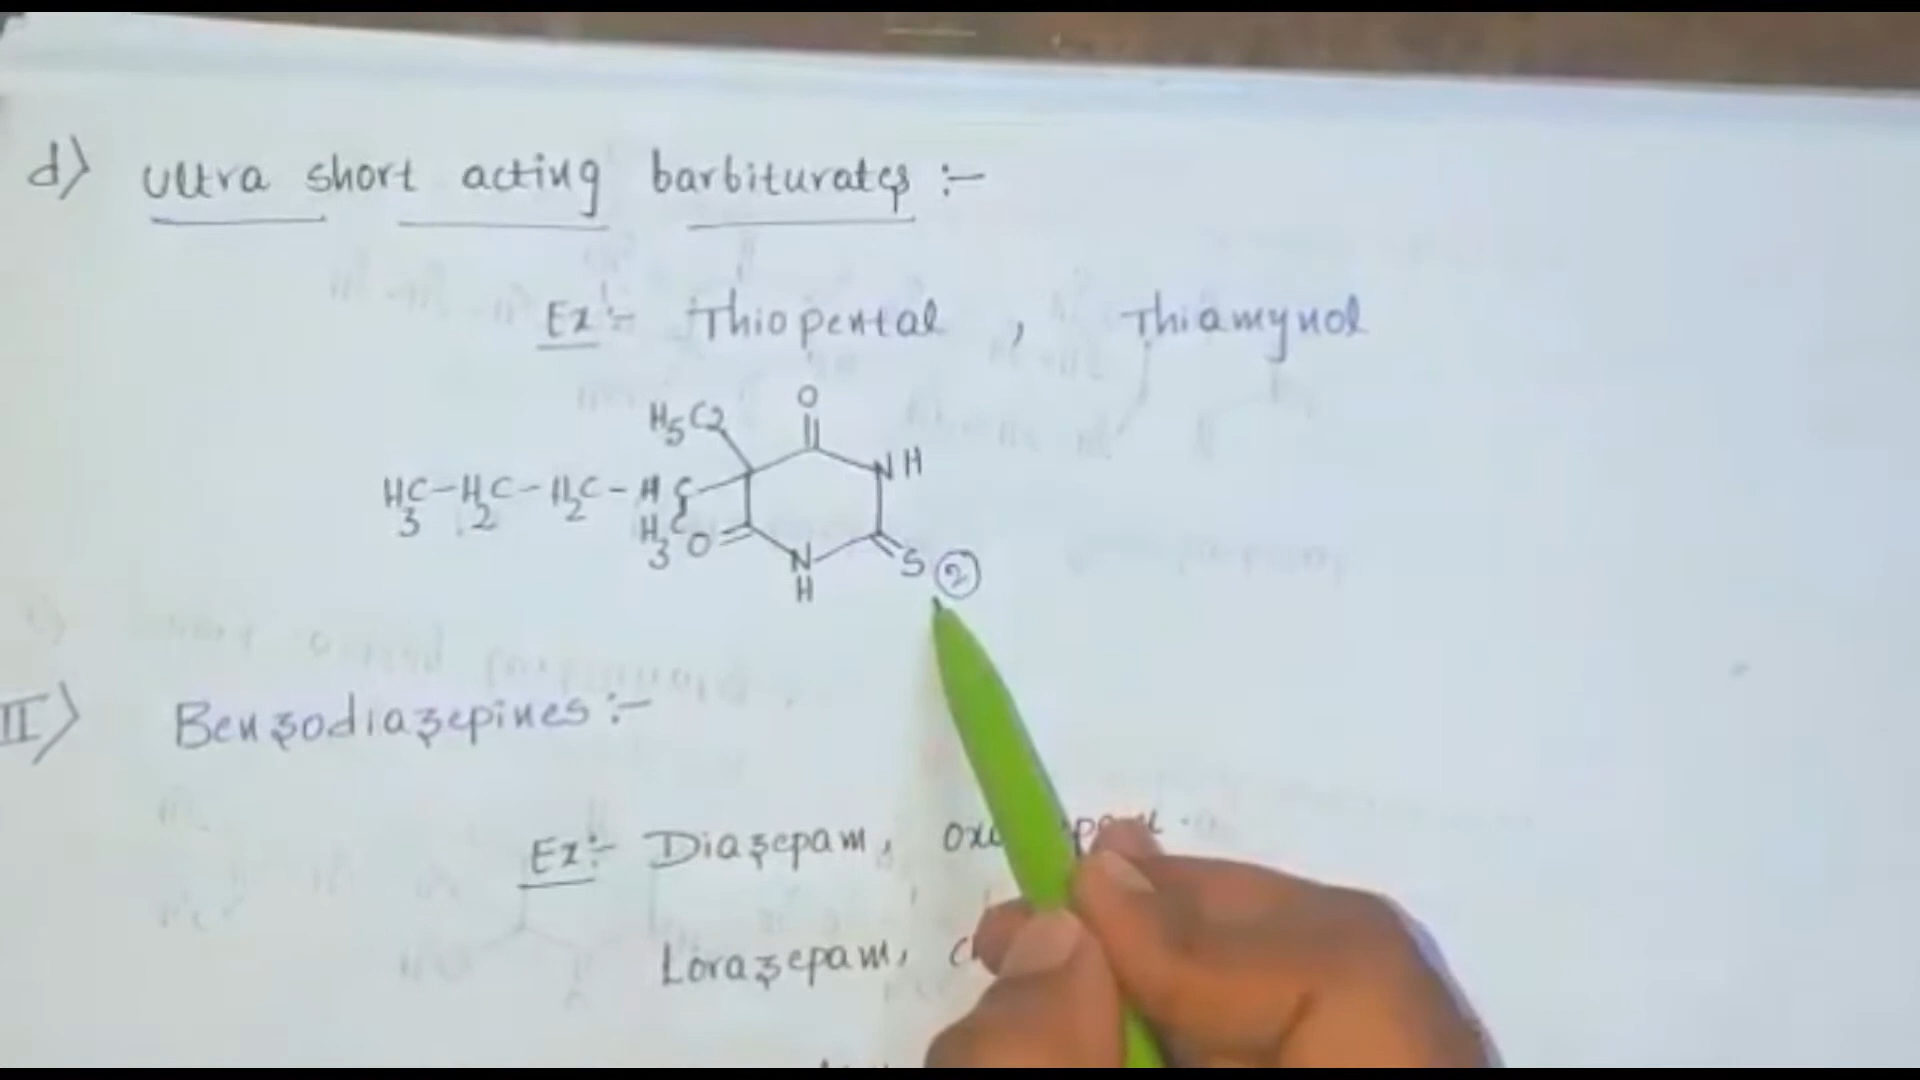 d) Ultra short acting barbiturates :-
Ex :- Thiopental , Thiamynol
O
H5C2
NH
H3C-H2C-H2C-HC
H3C
O
N
H
S ②
II) Benzodiazepines :-
Ex :- Diazepam,
Lorazepam,